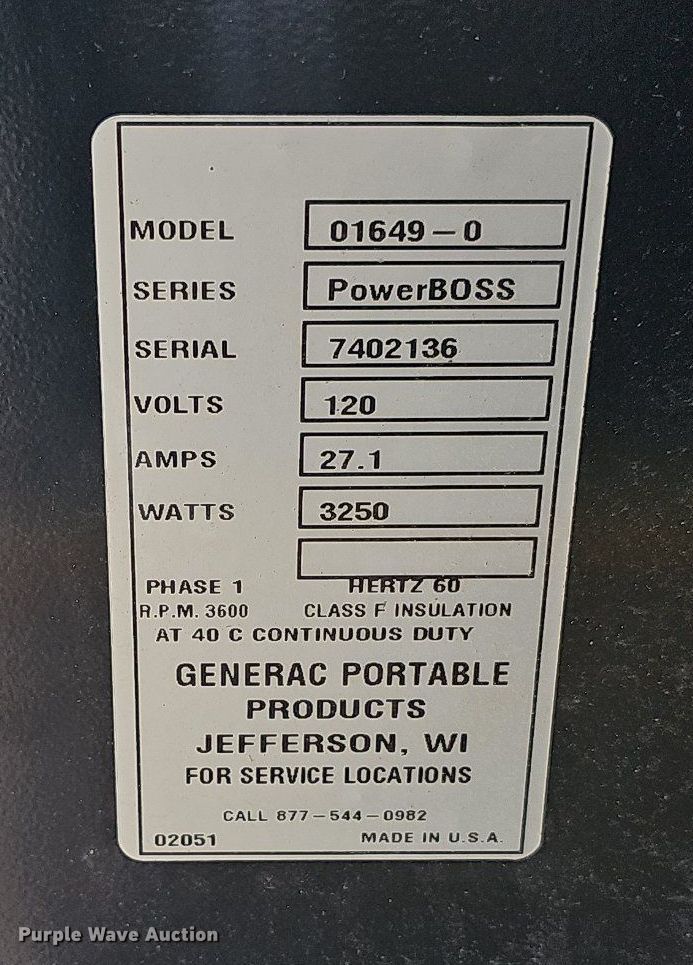 MODEL 01649-0
SERIES PowerBOSS
SERIAL 7402136
VOLTS 120
AMPS 27.1
WATTS 3250
PHASE 1 HERTZ 60
R.P.M. 3600 CLASS F INSULATION
AT 40 C CONTINUOUS DUTY
GENERAC PORTABLE
PRODUCTS
JEFFERSON, WI
FOR SERVICE LOCATIONS
CALL 877-544-0982
02051 MADE IN U.S.A.
Purple Wave Auction